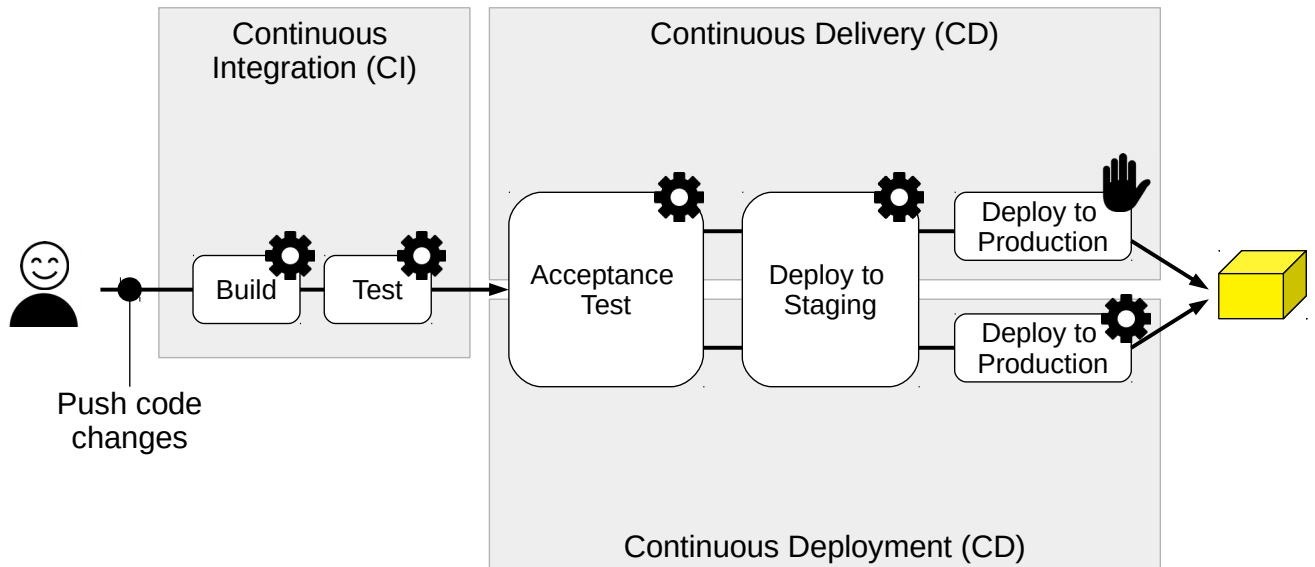 Continuous
Integration (CI)
Continuous Delivery (CD)
Build
Test
Acceptance
Test
Deploy to
Staging
Deploy to
Production
Deploy to
Production
Push code
changes
Continuous Deployment (CD)